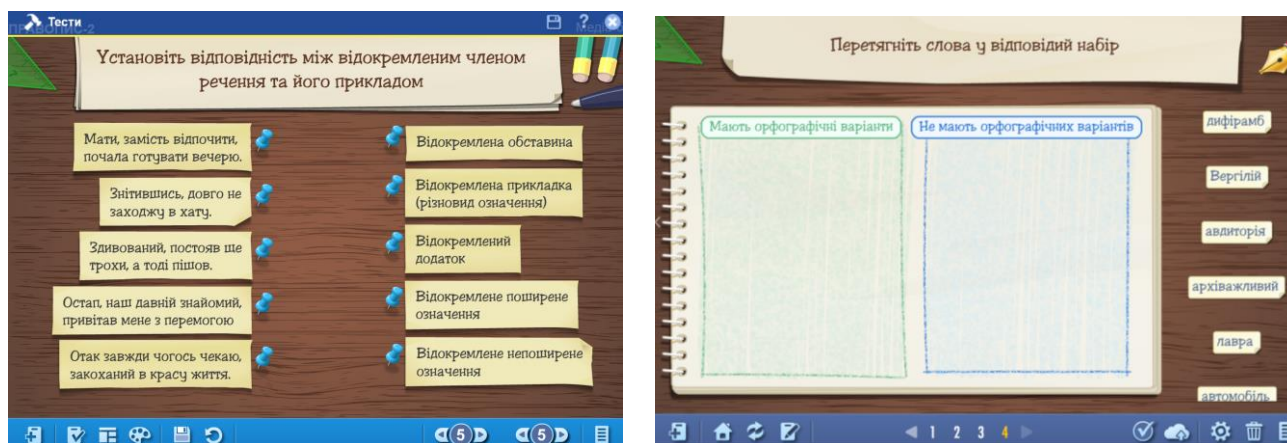 Тести
ПРАВОПИС-2
Установіть відповідність між відокремленим членом
речення та його прикладом
Мати, замість відпочити,
почала готувати вечерю.
Знітившись, довго не
заходжу в хату.
Здивований, постояв ще
трохи, а тоді пішов.
Остап, наш давній знайомий,
привітав мене з перемогою
Отак завжди чогось чекаю,
закоханий в красу життя.
Відокремлена обставина
Відокремлена прикладка
(різновид означення)
Відокремлений
додаток
Відокремлене поширене
означення
Відокремлене непоширене
означення
5
5
Перетягніть слова у відповідий набір
Мають орфографічні варіанти
Не мають орфографічних варіантів
дифірамб
Вергілій
авдиторія
архіважливий
лавра
автомобіль
1 2 3 4